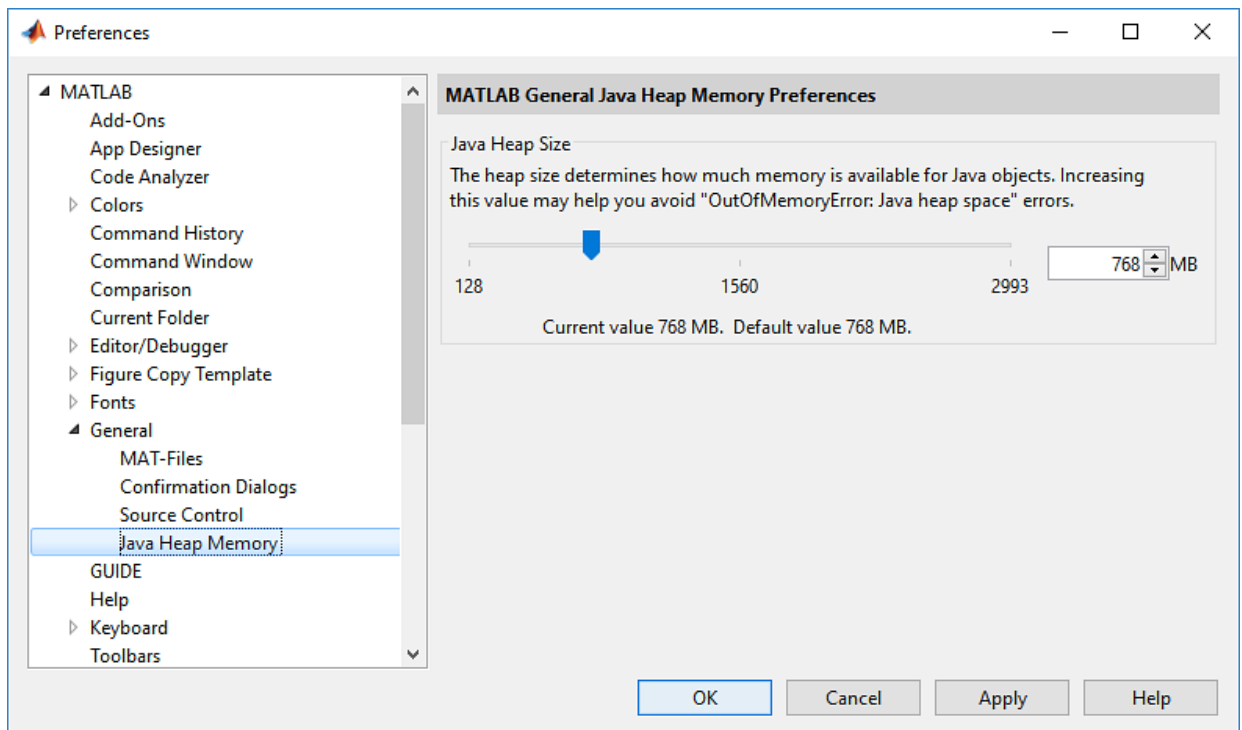 Preferences
MATLAB
Add-Ons
App Designer
Code Analyzer
Colors
Command History
Command Window
Comparison
Current Folder
Editor/Debugger
Figure Copy Template
Fonts
General
MAT-Files
Confirmation Dialogs
Source Control
Java Heap Memory
GUIDE
Help
Keyboard
Toolbars
MATLAB General Java Heap Memory Preferences
Java Heap Size
The heap size determines how much memory is available for Java objects. Increasing
this value may help you avoid "OutOfMemoryError: Java heap space" errors.
128 1560 2993
768 MB
Current value 768 MB. Default value 768 MB.
OK Cancel Apply Help